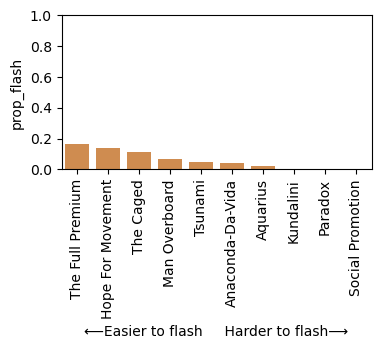 1.0
0.8
0.6
0.4
0.2
0.0
prop_flash
The Full Premium
Hope For Movement
The Caged
Man Overboard
Tsunami
Anaconda-Da-Vida
Aquarius
Kundalini
Paradox
Social Promotion
⟵Easier to flash Harder to flash⟶